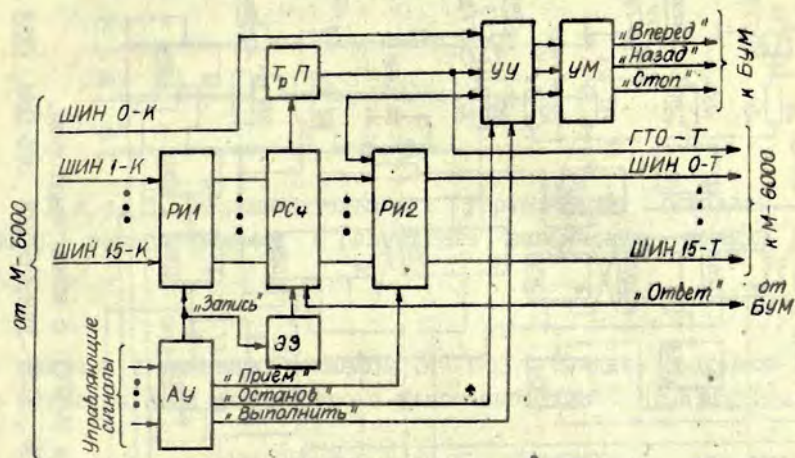 от М-6000
ШИН 0-К
ШИН 1-К
ШИН 15-К
Управляющие сигналы
РИ1
АУ
„Запись"
Тр П
РСч
ЭЗ
„Прием"
„Останов"
„Выполнить"
РИ2
УУ
УМ
„Вперед"
„Назад"
„Стоп"
к БУМ
ГТО-Т
ШИН 0-Т
ШИН 15-Т
к М-6000
„Ответ"
от БУМ